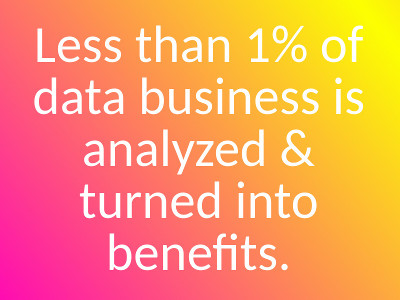 Less than 1% of
data business is
analyzed &
turned into
benefits.